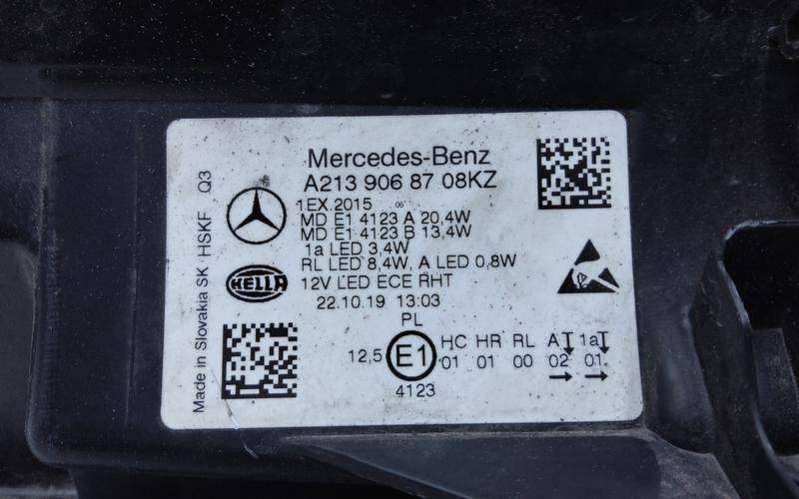 Mercedes-Benz
A213 906 87 08KZ
1EX.2015 06
MD E1 4123 A 20,4W
MD E1 4123 B 13,4W
1a LED 3,4W
RL LED 8,4W, A LED 0,8W
12V LED ECE RHT
22.10.19 13:03
PL
HELLA
Made in Slovakia SK HSKF Q3
12,5 E1 HC HR RL A 1a
01 01 00 02 01
4123